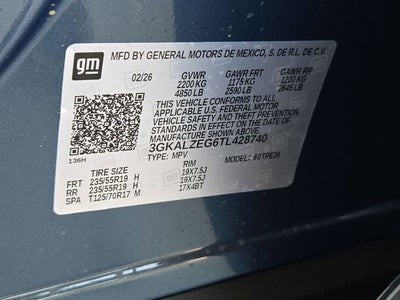 gm
MFD BY GENERAL MOTORS DE MEXICO, S. DE R.L. DE C.V.
02/26 GVWR GAWR FRT GAWR RR
2200 KG 1175 KG 1200 KG
4850 LB 2590 LB 2645 LB
THIS VEHICLE CONFORMS TO ALL
APPLICABLE U.S. FEDERAL MOTOR
VEHICLE SAFETY AND THEFT PREVENTION
STANDARDS IN EFFECT ON THE DATE OF
MANUFACTURE SHOWN ABOVE.
3GKALZEG6TL428740
136H TYPE: MPV MODEL: 60TPE26
TIRE SIZE RIM
FRT 235/55R19 H 19X7.5J
RR 235/55R19 H 19X7.5J
SPA T125/70R17 M 17X4BT